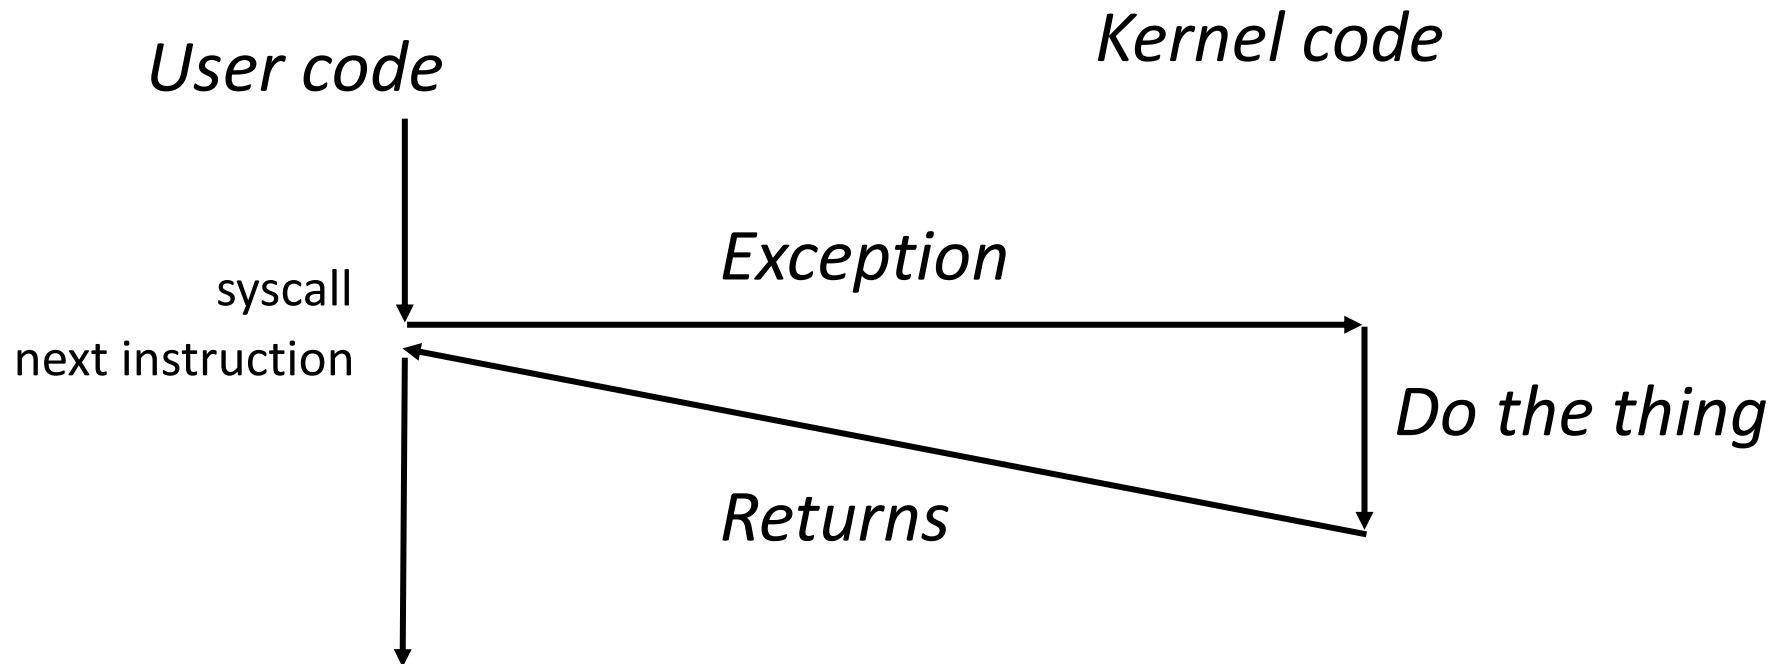 User code
Kernel code
Exception
syscall
next instruction
Do the thing
Returns